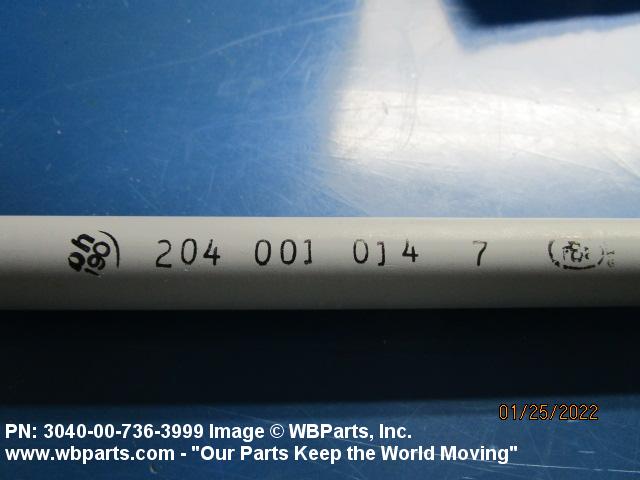 204 001 014 7
01/25/2022
PN: 3040-00-736-3999 Image © WBParts, Inc.
www.wbparts.com - "Our Parts Keep the World Moving"